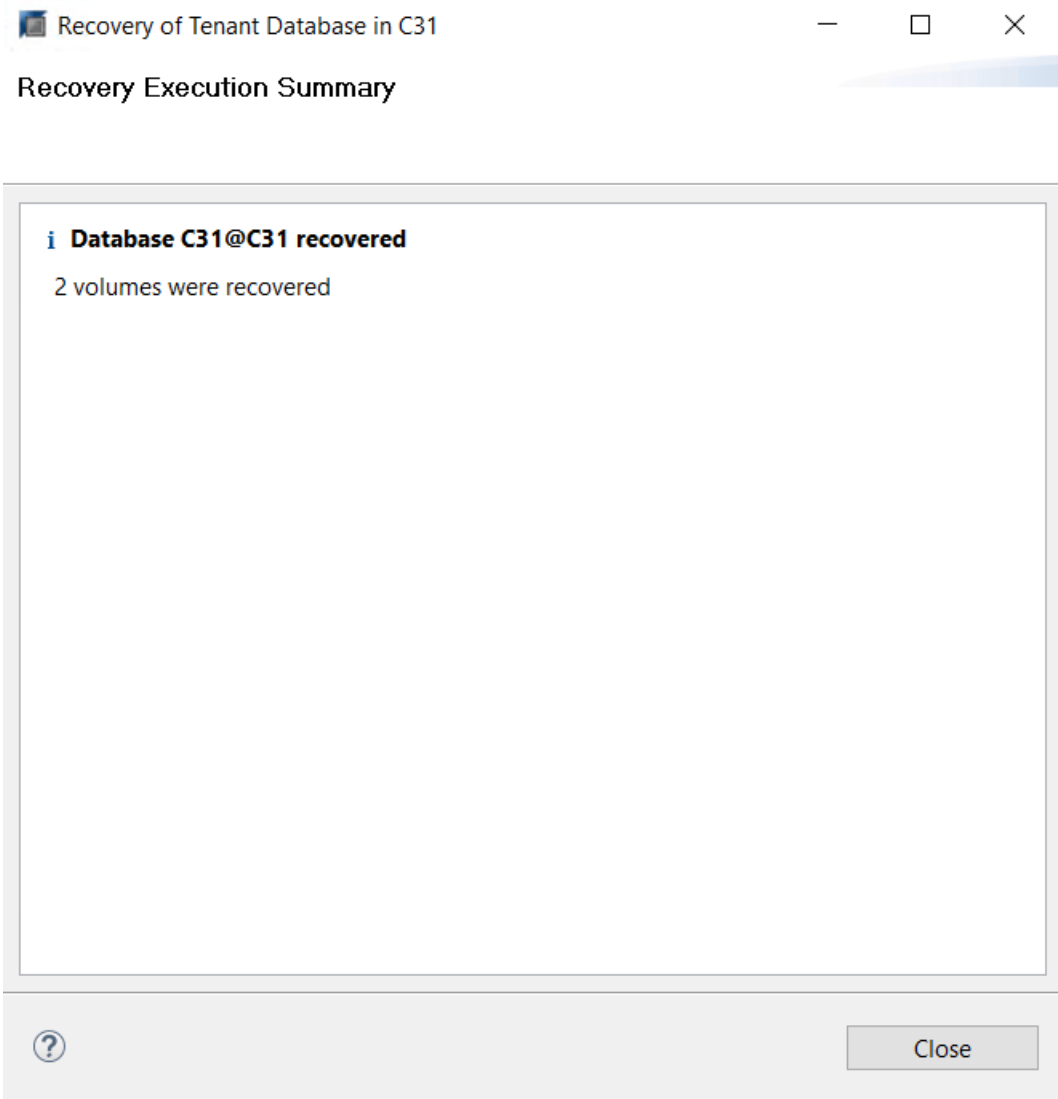 Recovery of Tenant Database in C31
Recovery Execution Summary
i Database C31@C31 recovered
2 volumes were recovered
?
Close